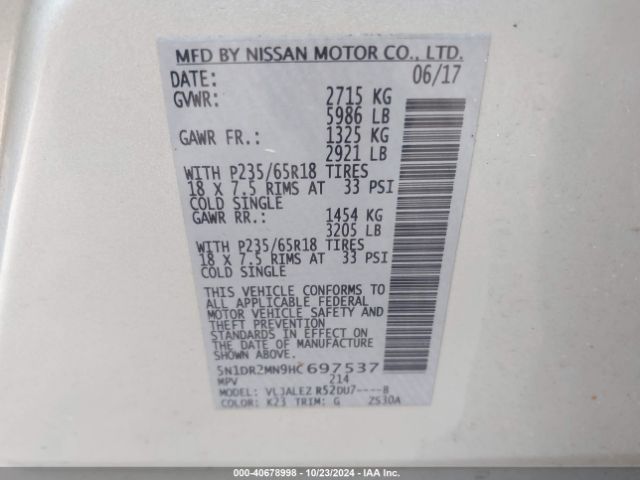 MFD BY NISSAN MOTOR CO., LTD.
DATE: 06/17
GVWR: 2715 KG
5986 LB
GAWR FR.: 1325 KG
2921 LB
WITH P235/65R18 TIRES
18 X 7.5 RIMS AT 33 PSI
COLD SINGLE
GAWR RR.: 1454 KG
3205 LB
WITH P235/65R18 TIRES
18 X 7.5 RIMS AT 33 PSI
COLD SINGLE
THIS VEHICLE CONFORMS TO
ALL APPLICABLE FEDERAL
MOTOR VEHICLE SAFETY AND
THEFT PREVENTION
STANDARDS IN EFFECT ON
THE DATE OF MANUFACTURE
SHOWN ABOVE.
5N1DR2MN9HC697537
MPV 214
MODEL: VLJALEZ R52DU7----B
COLOR: K23 TRIM: G ZS30A
000-40678998 - 10/23/2024 - IAA Inc.